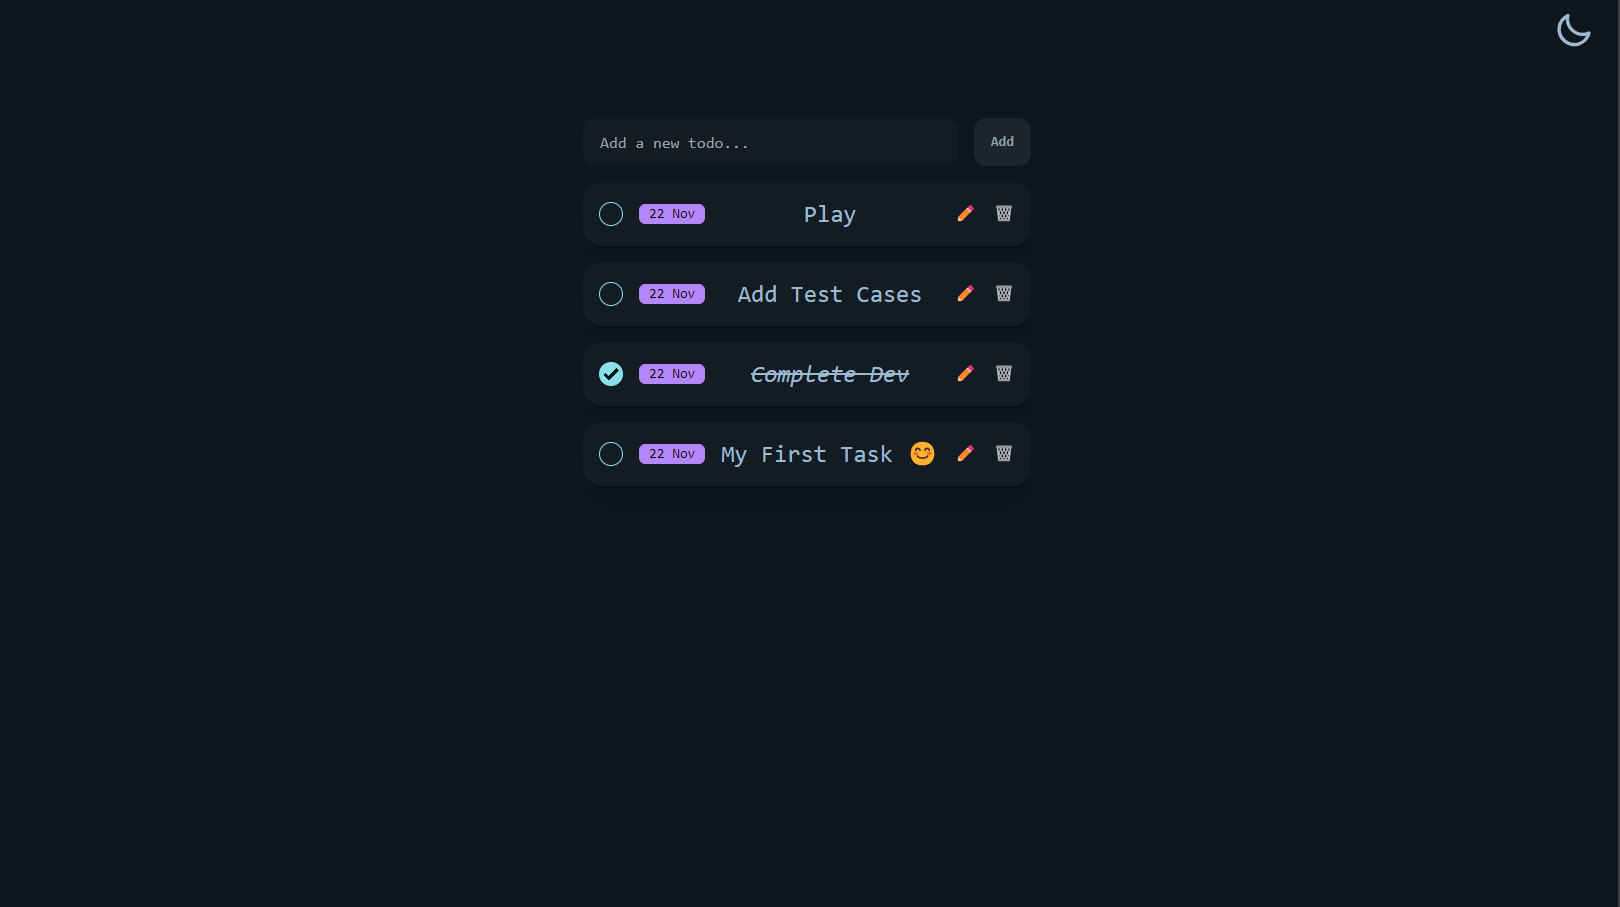 Add a new todo... Add
22 Nov Play
22 Nov Add Test Cases
22 Nov Complete Dev
22 Nov My First Task 😊